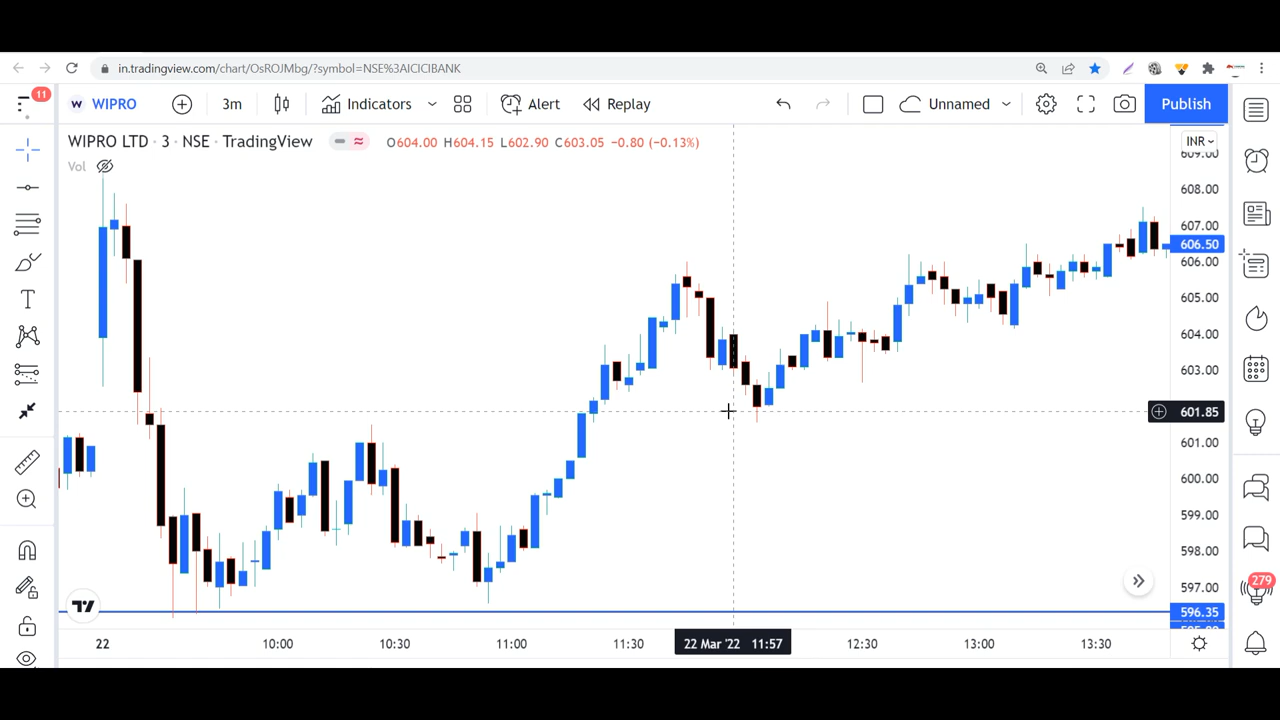 in.tradingview.com/chart/OsROJMbg/?symbol=NSE%3AICICIBANK
11
W WIPRO
3m
Indicators
Alert
Replay
Unnamed
Publish
WIPRO LTD · 3 · NSE · TradingView
O604.00 H604.15 L602.90 C603.05 −0.80 (−0.13%)
INR
Vol
609.00
608.00
607.00
606.50
606.00
605.00
604.00
603.00
601.85
601.00
600.00
599.00
598.00
597.00
279
596.35
22
10:00
10:30
11:00
11:30
22 Mar '22 11:57
12:30
13:00
13:30